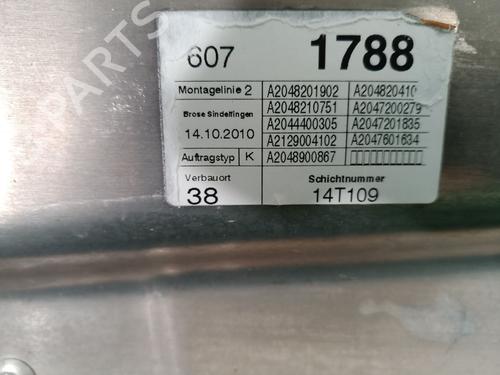 607 1788
Montagelinie 2 A2048201902 A204820410
Brose Sindelfingen A2048210751 A2047200279
14.10.2010 A2044400305 A2047201835
A2129004102 A2047601634
Auftragstyp K A2048900867
Verbauort Schichtnummer
38 14T109
PARTS